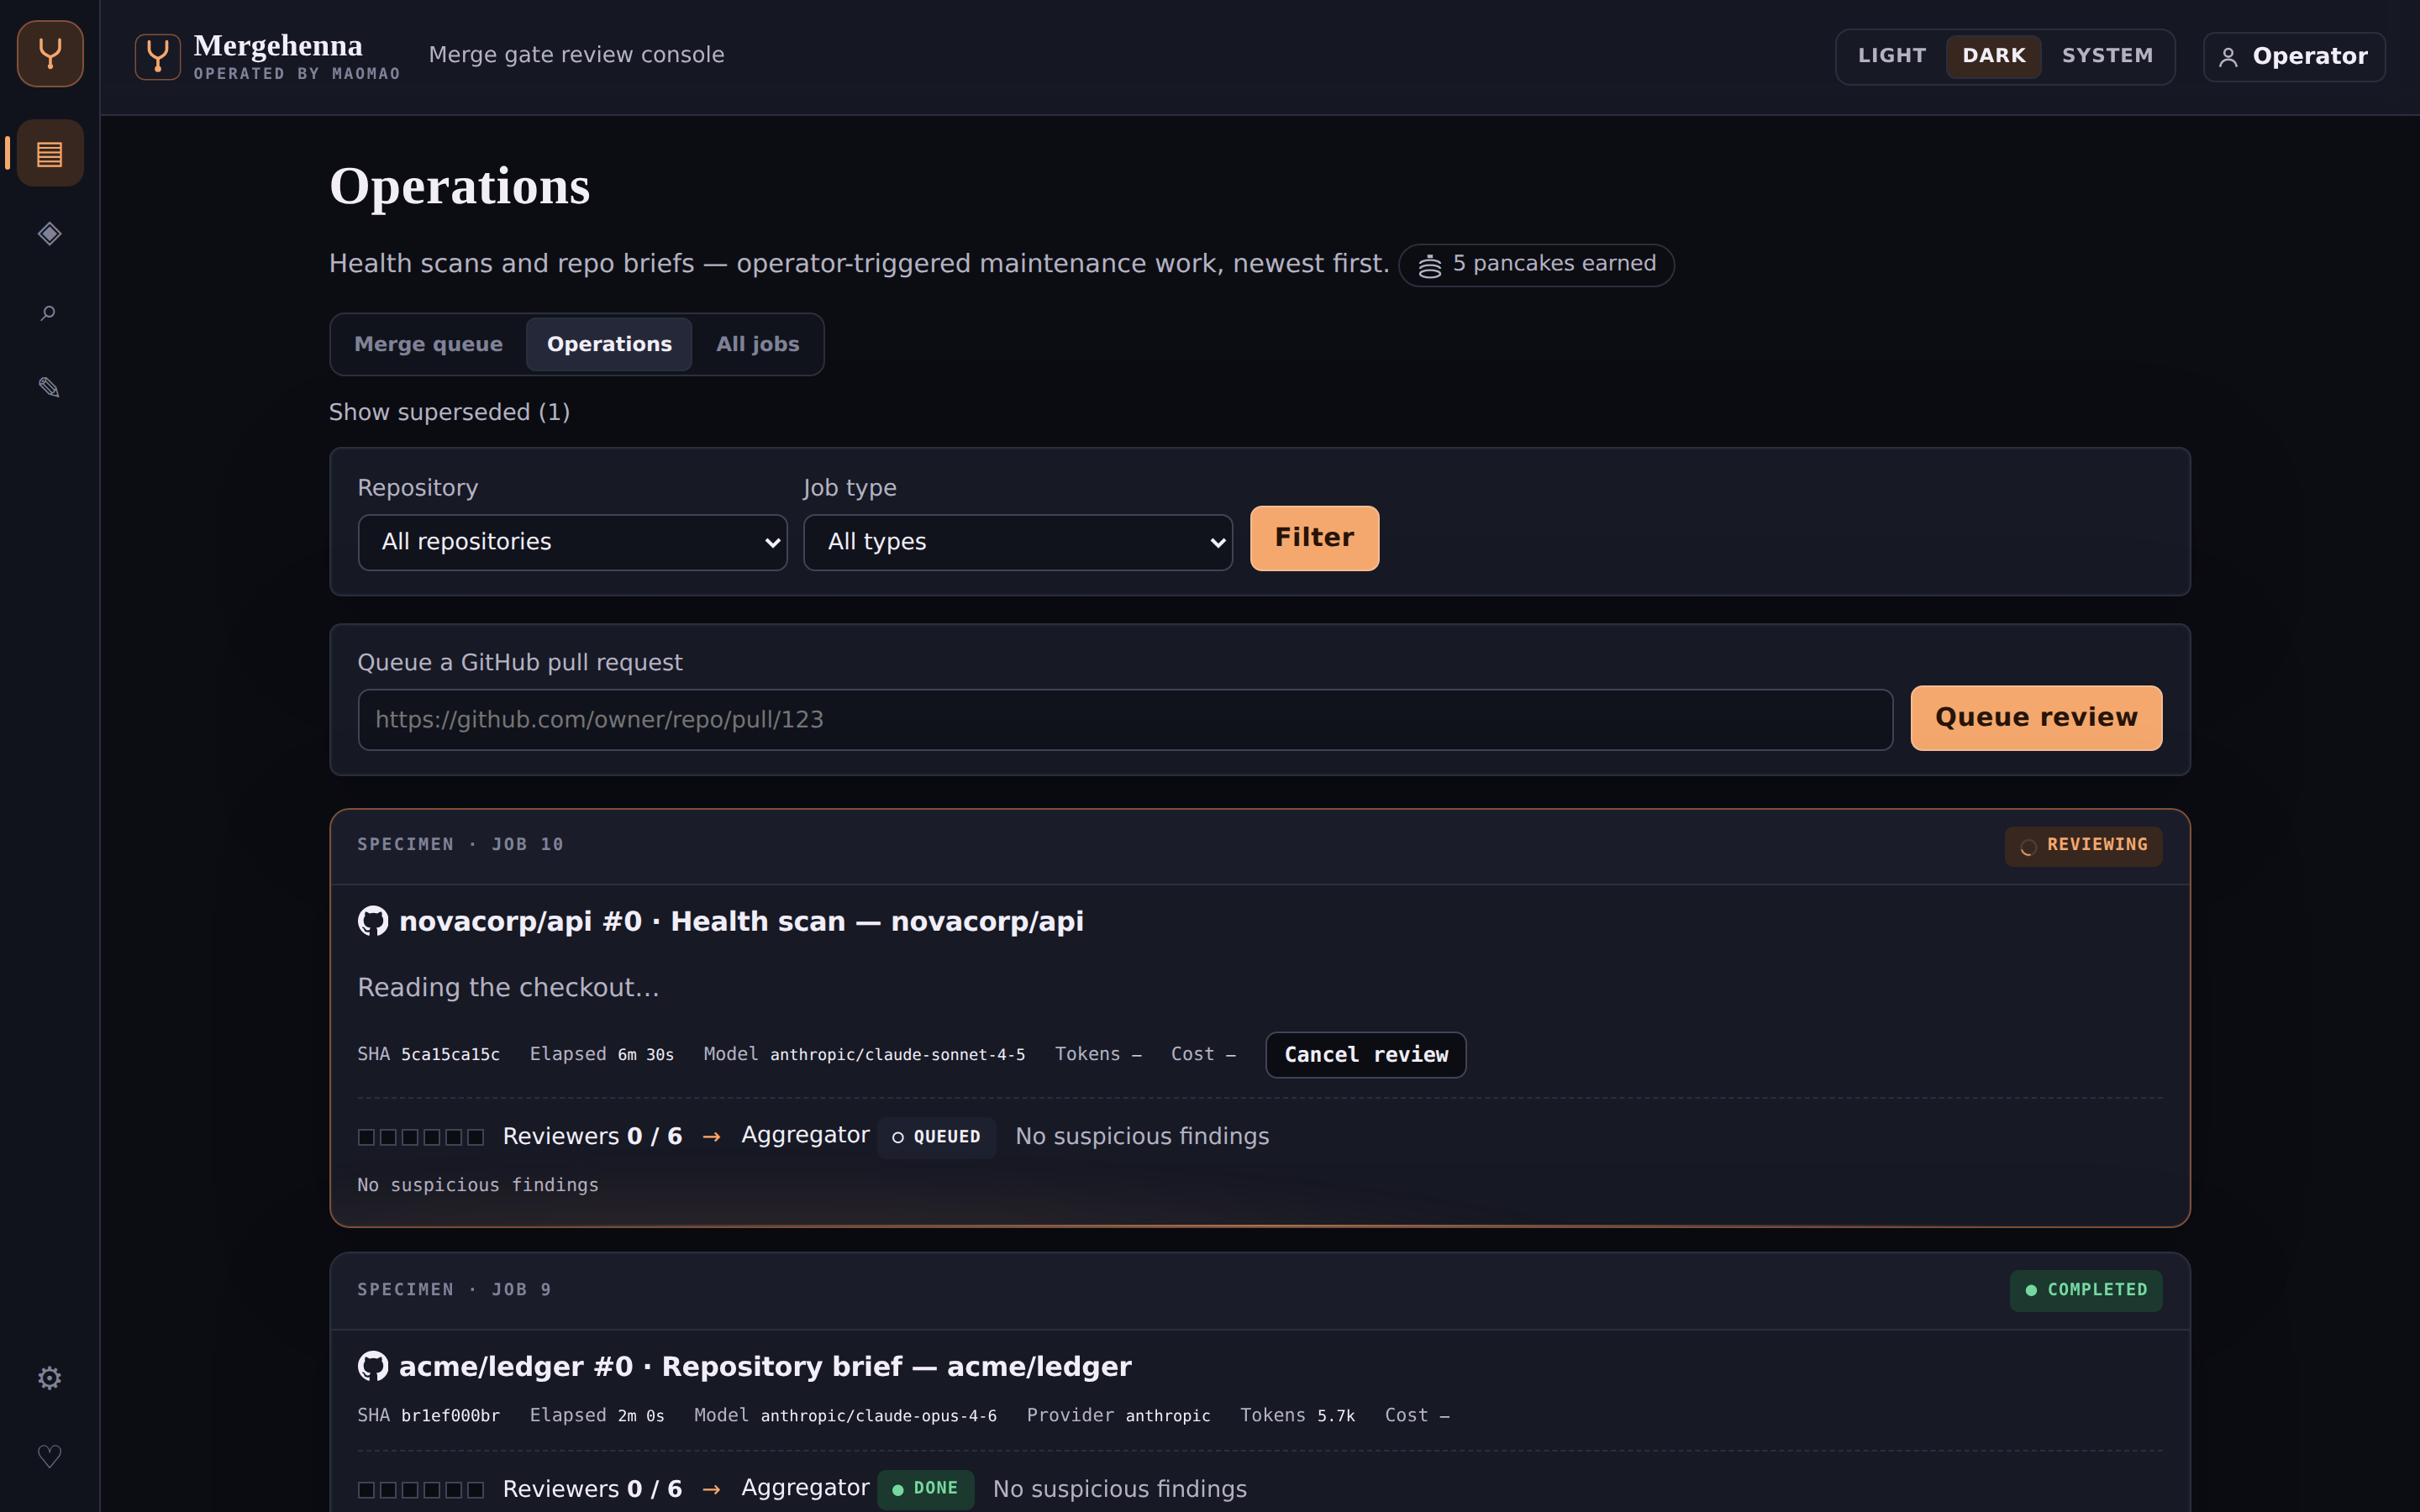 Mergehenna
OPERATED BY MAOMAO
Merge gate review console
LIGHT DARK SYSTEM
Operator
Operations
Health scans and repo briefs — operator-triggered maintenance work, newest first. 5 pancakes earned
Merge queue Operations All jobs
Show superseded (1)
Repository Job type
All repositories All types Filter
Queue a GitHub pull request
https://github.com/owner/repo/pull/123 Queue review
SPECIMEN · JOB 10 REVIEWING
novacorp/api #0 · Health scan — novacorp/api
Reading the checkout…
SHA 5ca15ca15c Elapsed 6m 30s Model anthropic/claude-sonnet-4-5 Tokens — Cost — Cancel review
Reviewers 0 / 6 → Aggregator QUEUED No suspicious findings
No suspicious findings
SPECIMEN · JOB 9 COMPLETED
acme/ledger #0 · Repository brief — acme/ledger
SHA br1ef000br Elapsed 2m 0s Model anthropic/claude-opus-4-6 Provider anthropic Tokens 5.7k Cost —
Reviewers 0 / 6 → Aggregator DONE No suspicious findings